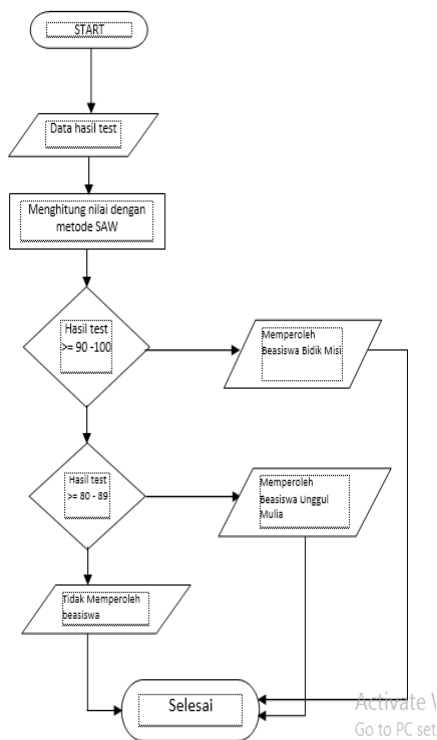 START
Data hasil test
Menghitung nilai dengan
metode SAW
Hasil test
>= 90 -100
Memperoleh
Beasiswa Bidik Misi
Hasil test
>= 80 - 89
Memperoleh
Beasiswa Unggul
Mulia
Tidak Memperoleh
beasiswa
Selesai
Activate W
Go to PC set